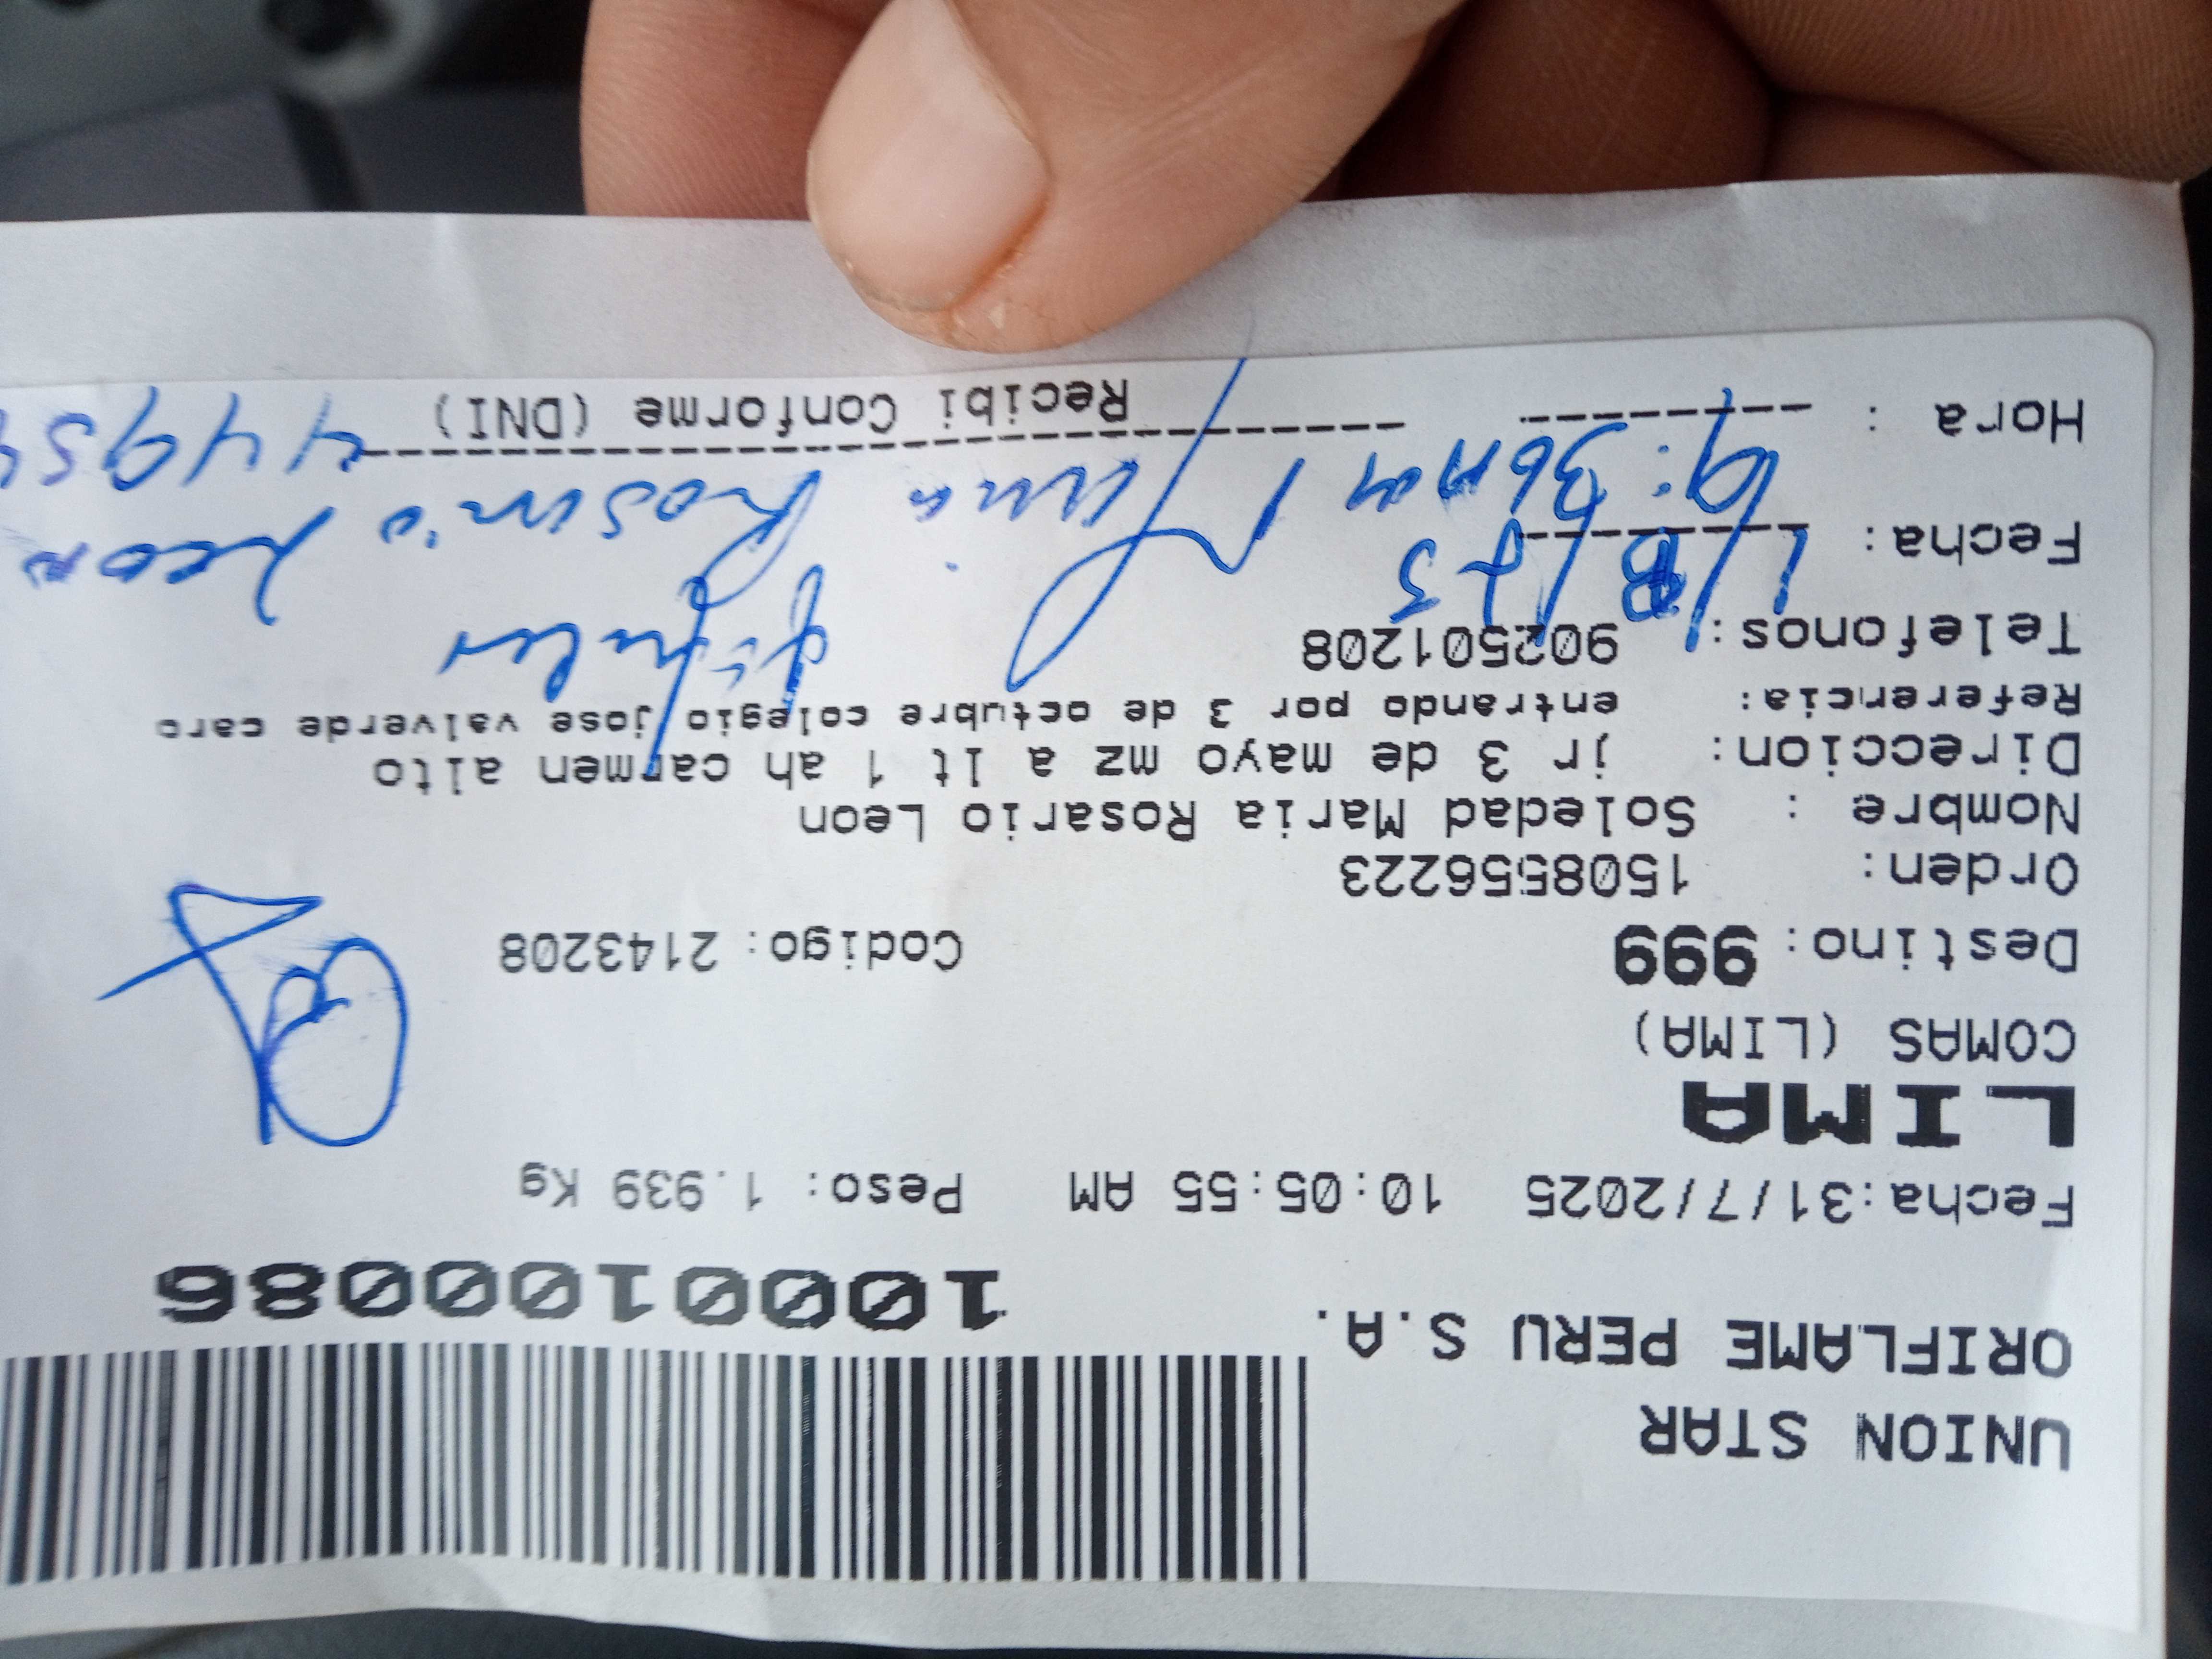 UNION STAR
ORIFLAME PERU S.A.
10001000086
Fecha:31/7/2025 10:05:55 AM Peso: 1.939 Kg
LIMA
COMAS (LIMA)
Destino: 999 Codigo: 2143208
Orden: 1508556223
Nombre : Soledad Maria Rosario Leon
Direccion: jr 3 de mayo mz a lt 1 ah carmen alto
Referencia: entrando por 3 de octubre colegio jose valverde caro
Telefonos: 902501208
Fecha:
Rosario Leon
Hora :
Recibi Conforme (DNI)